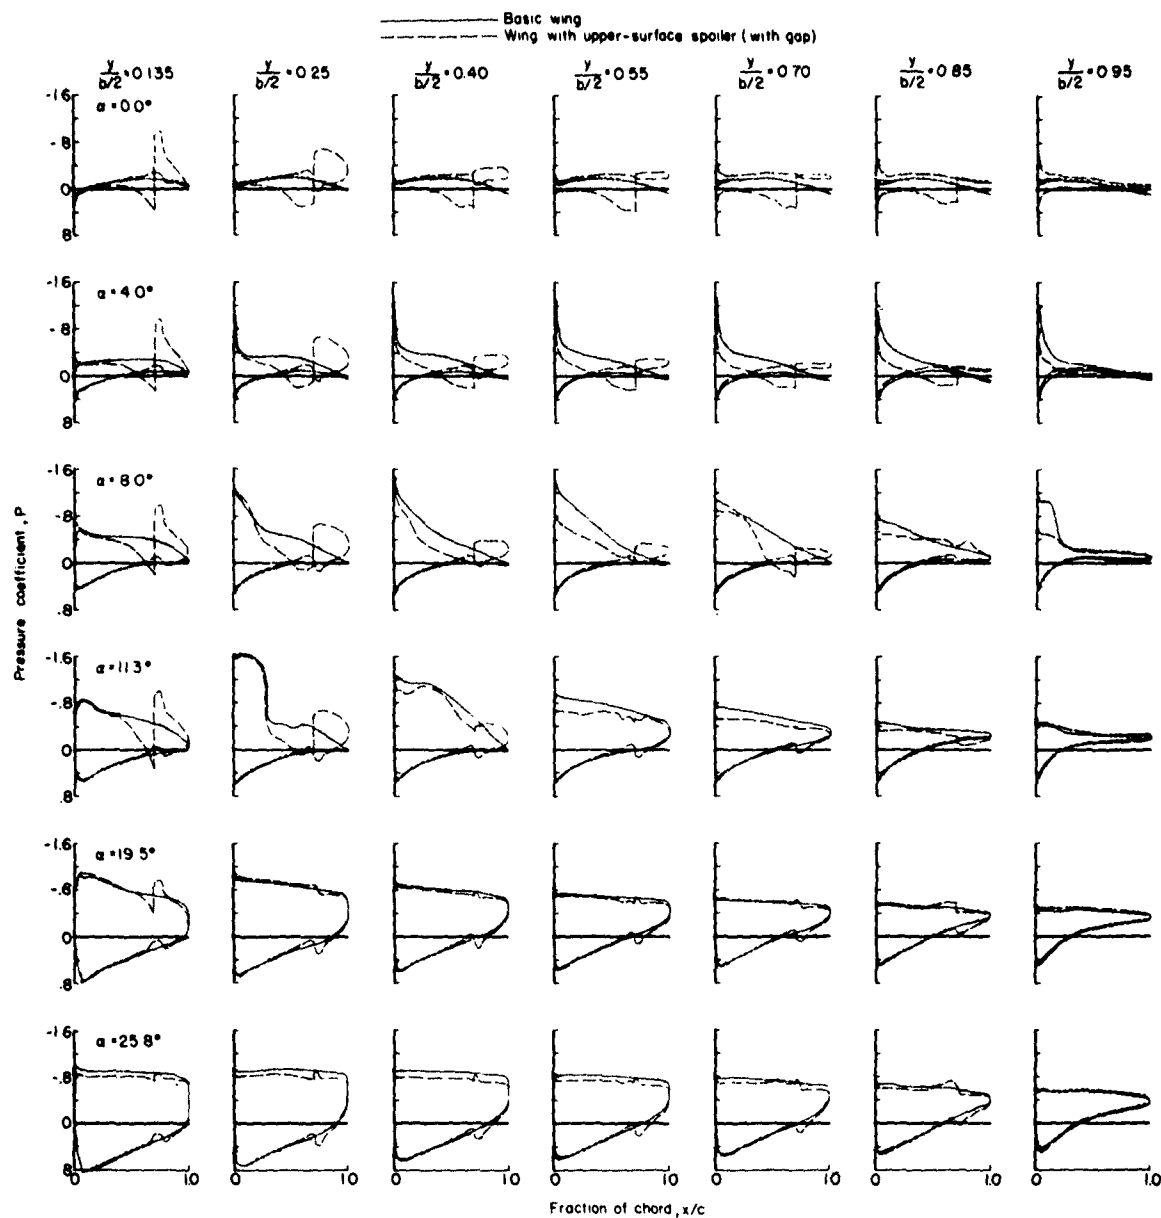 Basic wing
Wing with upper-surface spoiler (with gap)
y/b/2 = 0.135 y/b/2 = 0.25 y/b/2 = 0.40 y/b/2 = 0.55 y/b/2 = 0.70 y/b/2 = 0.85 y/b/2 = 0.95
-1.6
α = 0.0°
-.8
0
.8
-1.6
α = 4.0°
-.8
0
.8
-1.6
α = 8.0°
-.8
0
.8
Pressure coefficient, P
-1.6
α = 11.3°
-.8
0
.8
-1.6
α = 19.5°
-.8
0
.8
-1.6
α = 25.8°
-.8
0
.8
0 1.0 0 1.0 0 1.0 0 1.0 0 1.0 0 1.0 0 1.0
Fraction of chord, x/c